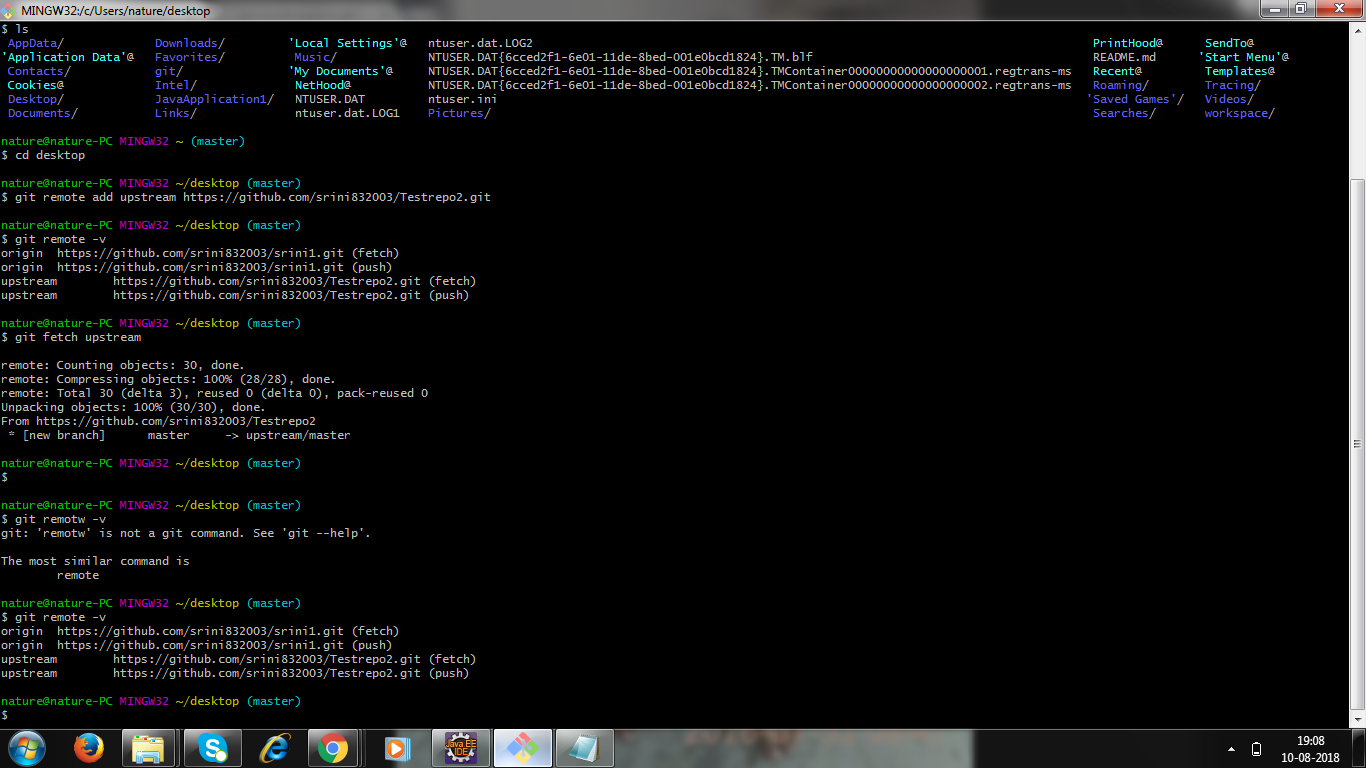 MINGW32:/c/Users/nature/desktop
$ ls
AppData/ Downloads/ 'Local Settings'@ ntuser.dat.LOG2 PrintHood@ SendTo@
'Application Data'@ Favorites/ Music/ NTUSER.DAT{6cced2f1-6e01-11de-8bed-001e0bcd1824}.TM.blf README.md 'Start Menu'@
Contacts/ git/ 'My Documents'@ NTUSER.DAT{6cced2f1-6e01-11de-8bed-001e0bcd1824}.TMContainer00000000000000000001.regtrans-ms Recent@ Templates@
Cookies@ Intel/ NetHood@ NTUSER.DAT{6cced2f1-6e01-11de-8bed-001e0bcd1824}.TMContainer00000000000000000002.regtrans-ms Roaming/ Tracing/
Desktop/ JavaApplication1/ NTUSER.DAT ntuser.ini 'Saved Games'/ Videos/
Documents/ Links/ ntuser.dat.LOG1 Pictures/ Searches/ workspace/
nature@nature-PC MINGW32 ~ (master)
$ cd desktop
nature@nature-PC MINGW32 ~/desktop (master)
$ git remote add upstream https://github.com/srini832003/Testrepo2.git
nature@nature-PC MINGW32 ~/desktop (master)
$ git remote -v
origin https://github.com/srini832003/srini1.git (fetch)
origin https://github.com/srini832003/srini1.git (push)
upstream https://github.com/srini832003/Testrepo2.git (fetch)
upstream https://github.com/srini832003/Testrepo2.git (push)
nature@nature-PC MINGW32 ~/desktop (master)
$ git fetch upstream
remote: Counting objects: 30, done.
remote: Compressing objects: 100% (28/28), done.
remote: Total 30 (delta 3), reused 0 (delta 0), pack-reused 0
Unpacking objects: 100% (30/30), done.
From https://github.com/srini832003/Testrepo2
* [new branch] master -> upstream/master
nature@nature-PC MINGW32 ~/desktop (master)
$
nature@nature-PC MINGW32 ~/desktop (master)
$ git remotw -v
git: 'remotw' is not a git command. See 'git --help'.
The most similar command is
remote
nature@nature-PC MINGW32 ~/desktop (master)
$ git remote -v
origin https://github.com/srini832003/srini1.git (fetch)
origin https://github.com/srini832003/srini1.git (push)
upstream https://github.com/srini832003/Testrepo2.git (fetch)
upstream https://github.com/srini832003/Testrepo2.git (push)
nature@nature-PC MINGW32 ~/desktop (master)
$
Java EE
IDE
19:08
10-08-2018